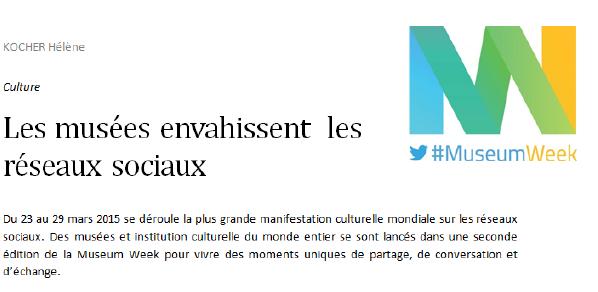 KOCHER Hélène
Culture
Les musées envahissent les
réseaux sociaux
#MuseumWeek
Du 23 au 29 mars 2015 se déroule la plus grande manifestation culturelle mondiale sur les réseaux
sociaux. Des musées et institution culturelle du monde entier se sont lancés dans une seconde
édition de la Museum Week pour vivre des moments uniques de partage, de conversation et
d’échange.